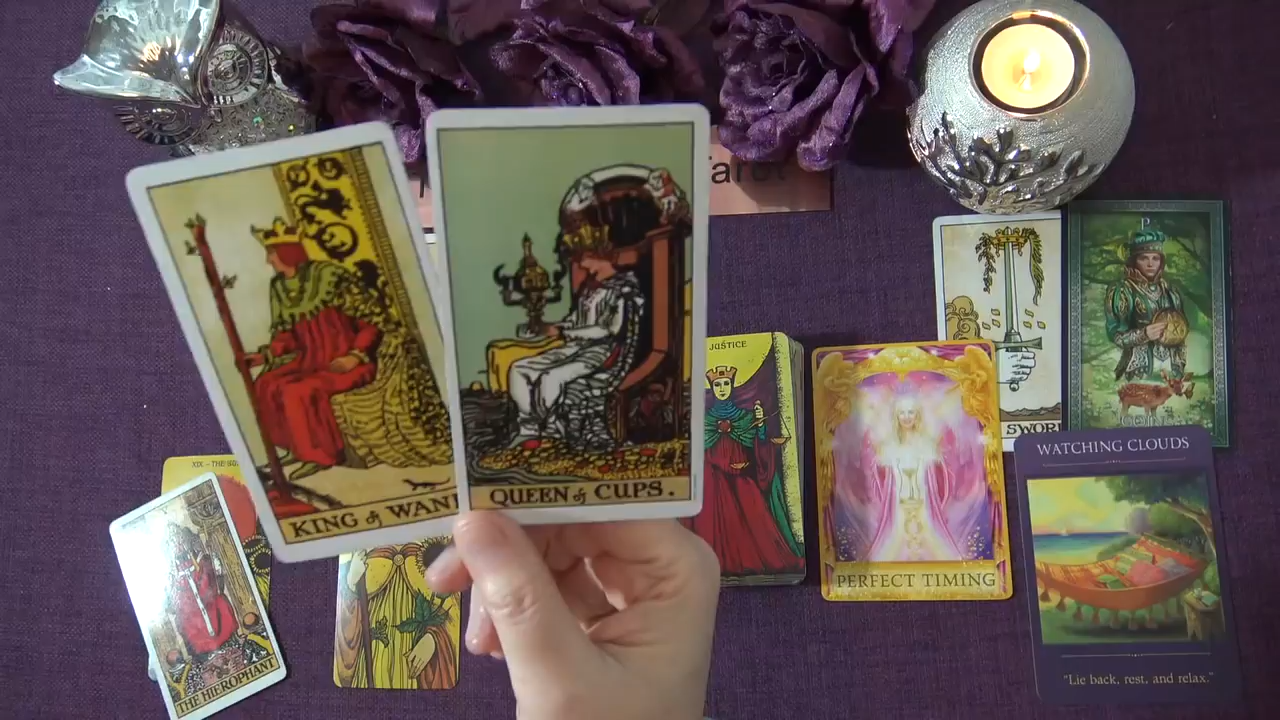 Tarot
KING of WAN
QUEEN of CUPS.
JUSTICE
SWOR
WATCHING CLOUDS
PERFECT TIMING
"Lie back, rest, and relax."
XIX – THE SU
THE HIEROPHANT